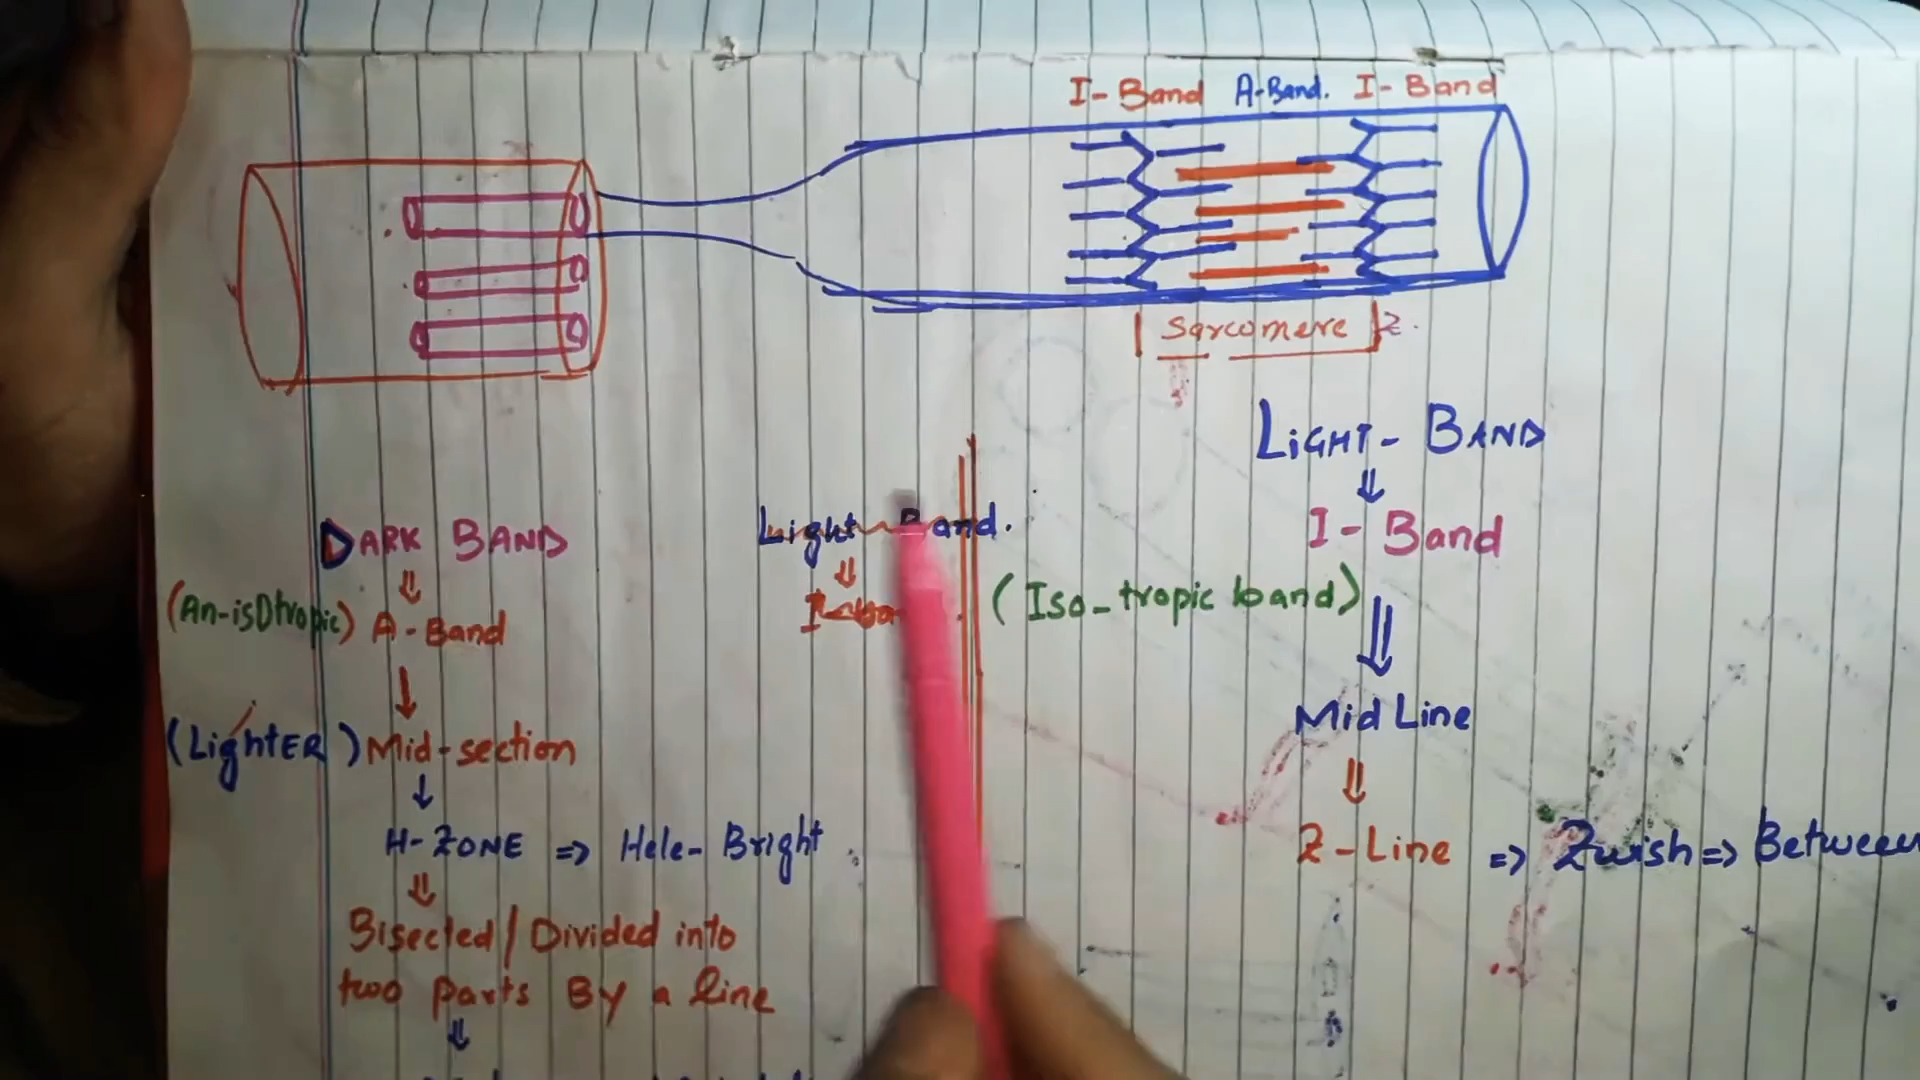 I-Band A-Band. I-Band
Sarcomere Z.
LIGHT-BAND
⇓
I-Band
(Iso-tropic band)
⇓
Mid Line
⇓
Z-Line => Zwish => Between
Light Band.
⇓
DARK BAND
⇓
(An-isOtropic) A-Band
↓
(LighTER) Mid-section
↓
H-ZONE => Hele-Bright
⇓
Bisected/Divided into
two parts By a line
⇓